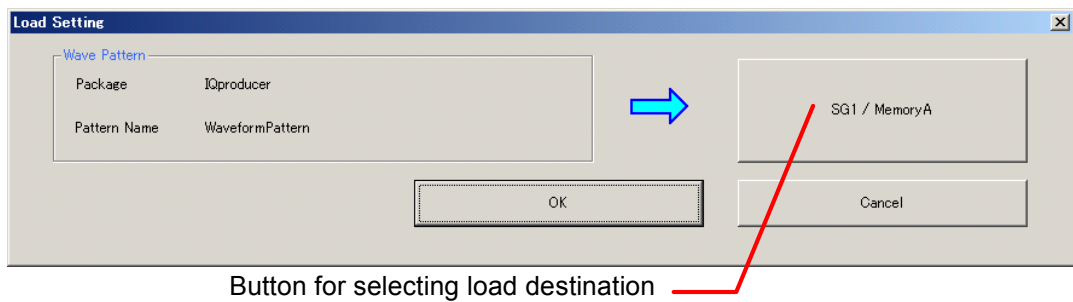 Load Setting
Wave Pattern
Package IQproducer
Pattern Name WaveformPattern
SG1 / MemoryA
OK
Cancel
Button for selecting load destination